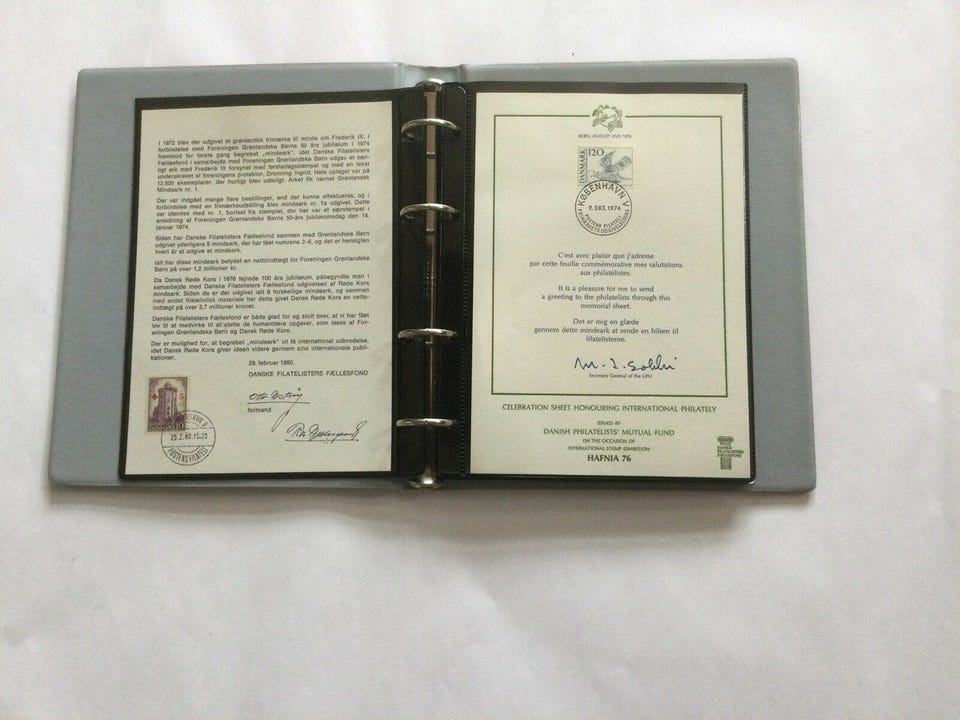 I 1972 blev der udgivet et grønlandsk frimærke til minde om Frederik IX. I
forbindelse med Foreningen Grønlandske Børns 50 års jubilæum i 1974
fremstod for første gang begrebet „mindeark”, idet Danske Filatelisters
Fællesfond i samarbejde med Foreningen Grønlandske Børn udgav et sær-
ligt ark med Frederik IX forsynet med førstedagsstempel og med en tekst
underskrevet af foreningens protektor, Dronning Ingrid. Hele oplaget var på
12.000 eksemplarer, der hurtigt blev udsolgt. Arket fik navnet Grønlandsk
Mindeark nr. 1.
Der var indgået mange flere bestillinger, end der kunne effektueres, og i
forbindelse med en frimærkeudstilling blev mindeark nr. 1a udgivet. Dette
var identisk med nr. 1, bortset fra stemplet, der her var et særstempel i
anledning af Foreningen Grønlandske Børns 50-års jubilæumsdag den 14.
januar 1974.
Siden har Danske Filatelisters Fællesfond sammen med Grønlandske Børn
udgivet yderligere 5 mindeark, der har fået numrene 2-6, og det er hensigten
hvert år at udgive et mindeark.
Ialt har disse mindeark betydet en nettoindtægt for Foreningen Grønlandske
Børn på over 1,2 millioner kr.
Da Dansk Røde Kors i 1976 fejrede 100 års jubilæum, påbegyndte man i
samarbejde med Danske Filatelisters Fællesfond udgivelsen af Røde Kors
mindeark. Siden da er der udgivet ialt 8 forskellige mindeark, og sammen
med andet filatelistisk materiale har dette givet Dansk Røde Kors en netto-
indtægt på over 2,7 millioner kroner.
Danske Filatelisters Fællesfond er både glad for og stolt over, at vi har fået
lov til at medvirke til at støtte de humanitære opgaver, som løses af For-
eningen Grønlandske Børn og Dansk Røde Kors.
Der er mulighed for, at begrebet „mindeark” vil få international udbredelse,
idet Dansk Røde Kors giver ideen videre gennem sine internationale publi-
kationer.
29. februar 1980.
DANSKE FILATELISTERS FÆLLESFOND
formand
DANMARK
29.2.80.15.10
POSTENS FILATELI
BERN, AUGUST 2ND 1976
DANMARK
120
KØBENHAVN V
9. OKT. 1974
POSTENS FILATELI
C'est avec plaisir que j'adresse
par cette feuille commémorative mes salutations
aux philatélistes.
It is a pleasure for me to send
a greeting to the philatelists through this
memorial sheet.
Det er mig en glæde
gennem dette mindeark at sende en hilsen til
filatelisterne.
Secretary General of the UPU
CELEBRATION SHEET HONOURING INTERNATIONAL PHILATELY
ISSUED BY
DANISH PHILATELISTS' MUTUAL FUND
ON THE OCCASION OF
INTERNATIONAL STAMP EXHIBITION
HAFNIA 76
DANSKE
FILATELISTERS
FÆLLESFOND